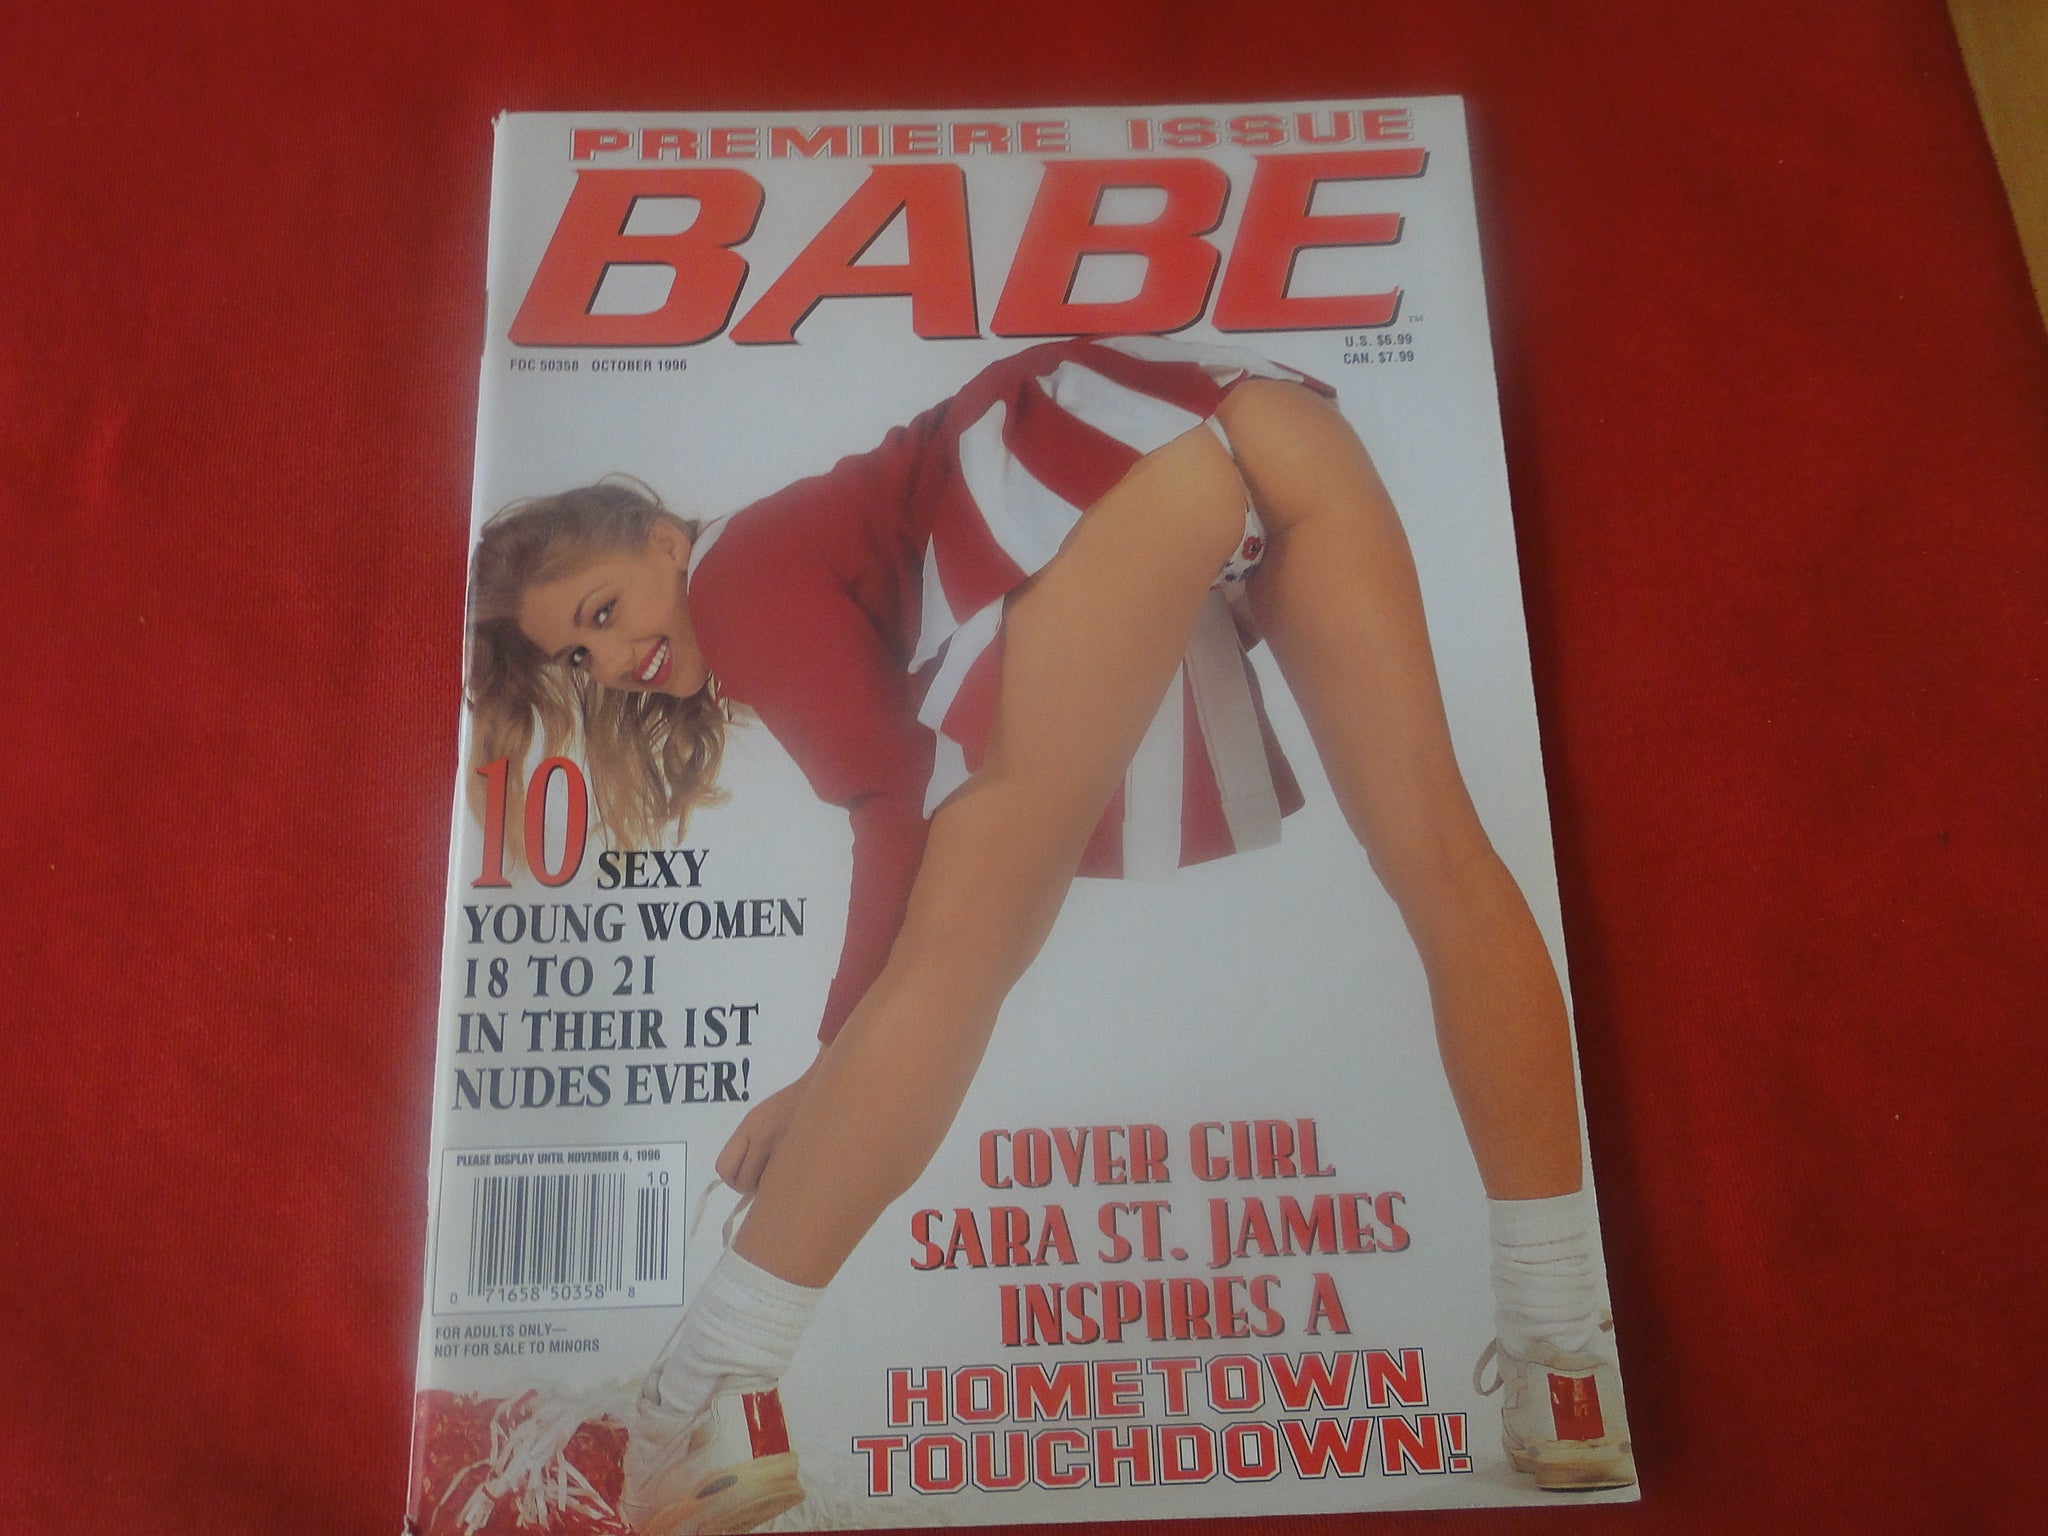 PREMIERE ISSUE
BABE™
FDC 50358 OCTOBER 1996
U.S. $6.99
CAN. $7.99
10 SEXY
YOUNG WOMEN
18 TO 21
IN THEIR 1ST
NUDES EVER!
PLEASE DISPLAY UNTIL NOVEMBER 4, 1996
10
0 71658 50358 8
FOR ADULTS ONLY—
NOT FOR SALE TO MINORS
COVER GIRL
SARA ST. JAMES
INSPIRES A
HOMETOWN
TOUCHDOWN!